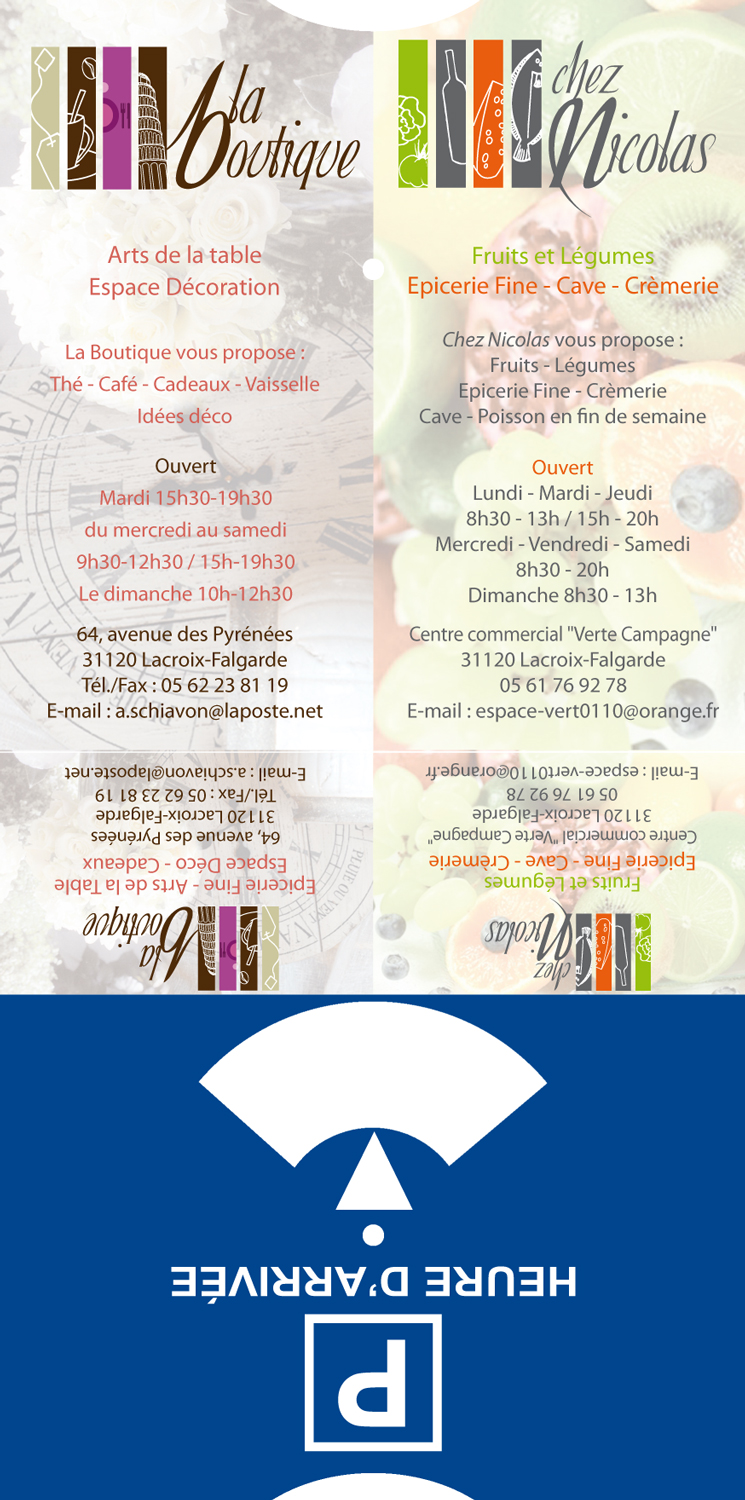 la
Boutique
Arts de la table
Espace Décoration
La Boutique vous propose :
Thé - Café - Cadeaux - Vaisselle
Idées déco
Ouvert
Mardi 15h30-19h30
du mercredi au samedi
9h30-12h30 / 15h-19h30
Le dimanche 10h-12h30
64, avenue des Pyrénées
31120 Lacroix-Falgarde
Tél./Fax : 05 62 23 81 19
E-mail : a.schiavon@laposte.net
chez
Nicolas
Fruits et Légumes
Epicerie Fine - Cave - Crèmerie
Chez Nicolas vous propose :
Fruits - Légumes
Epicerie Fine - Crèmerie
Cave - Poisson en fin de semaine
Ouvert
Lundi - Mardi - Jeudi
8h30 - 13h / 15h - 20h
Mercredi - Vendredi - Samedi
8h30 - 20h
Dimanche 8h30 - 13h
Centre commercial "Verte Campagne"
31120 Lacroix-Falgarde
05 61 76 92 78
E-mail : espace-vert0110@orange.fr
P
HEURE D'ARRIVÉE
chez
Nicolas
Fruits et Légumes
Epicerie Fine - Cave - Crèmerie
Centre commercial "Verte Campagne"
31120 Lacroix-Falgarde
05 61 76 92 78
E-mail : espace-vert0110@orange.fr
la
Boutique
Epicerie Fine - Arts de la Table
Espace Déco - Cadeaux
64, avenue des Pyrénées
31120 Lacroix-Falgarde
Tél./Fax : 05 62 23 81 19
E-mail : a.schiavon@laposte.net
PLUIE OU VENT
VARIABLE